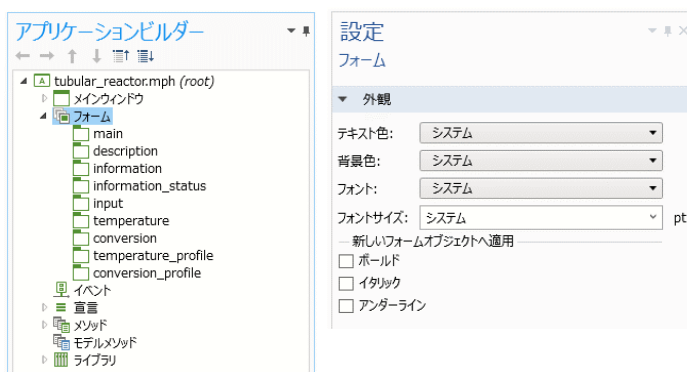 アプリケーションビルダー
tubular_reactor.mph (root)
メインウィンドウ
フォーム
main
description
information
information_status
input
temperature
conversion
temperature_profile
conversion_profile
イベント
宣言
メソッド
モデルメソッド
ライブラリ
設定
フォーム
外観
テキスト色: システム
背景色: システム
フォント: システム
フォントサイズ: システム pt
新しいフォームオブジェクトへ適用
ボールド
イタリック
アンダーライン